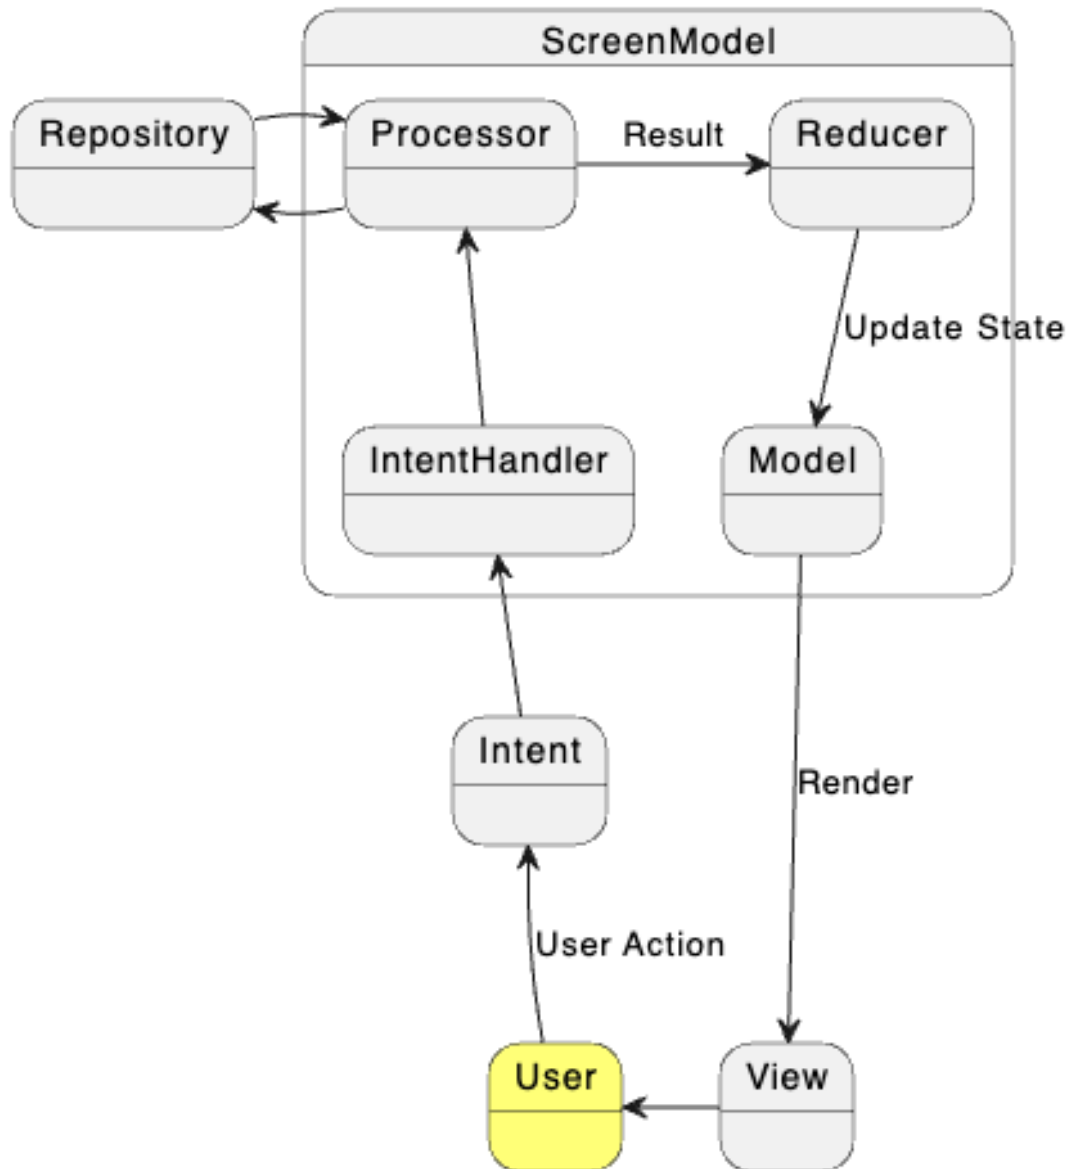 ScreenModel
Repository
Processor
Result
Reducer
Update State
IntentHandler
Model
Intent
Render
User Action
User
View